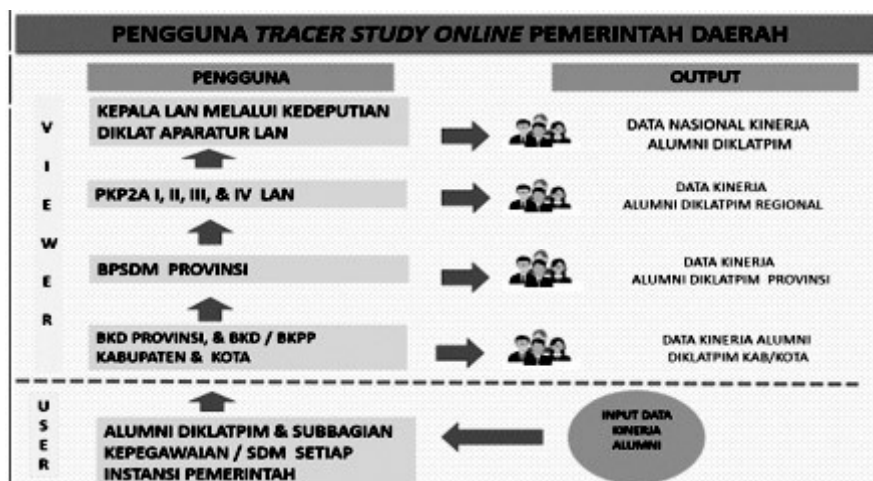 PENGGUNA TRACER STUDY ONLINE PEMERINTAH DAERAH
PENGGUNA
OUTPUT
VIEWER
KEPALA LAN MELALUI KEDEPUTIAN
DIKLAT APARATUR LAN
DATA NASIONAL KINERJA
ALUMNI DIKLATPIM
PKP2A I, II, III, & IV LAN
DATA KINERJA
ALUMNI DIKLATPIM REGIONAL
BPSDM PROVINSI
DATA KINERJA
ALUMNI DIKLATPIM PROVINSI
BKD PROVINSI, & BKD / BKPP
KABUPATEN & KOTA
DATA KINERJA ALUMNI
DIKLATPIM KAB/KOTA
USER
ALUMNI DIKLATPIM & SUBBAGIAN
KEPEGAWAIAN / SDM SETIAP
INSTANSI PEMERINTAH
INPUT DATA
KINERJA
ALUMNI